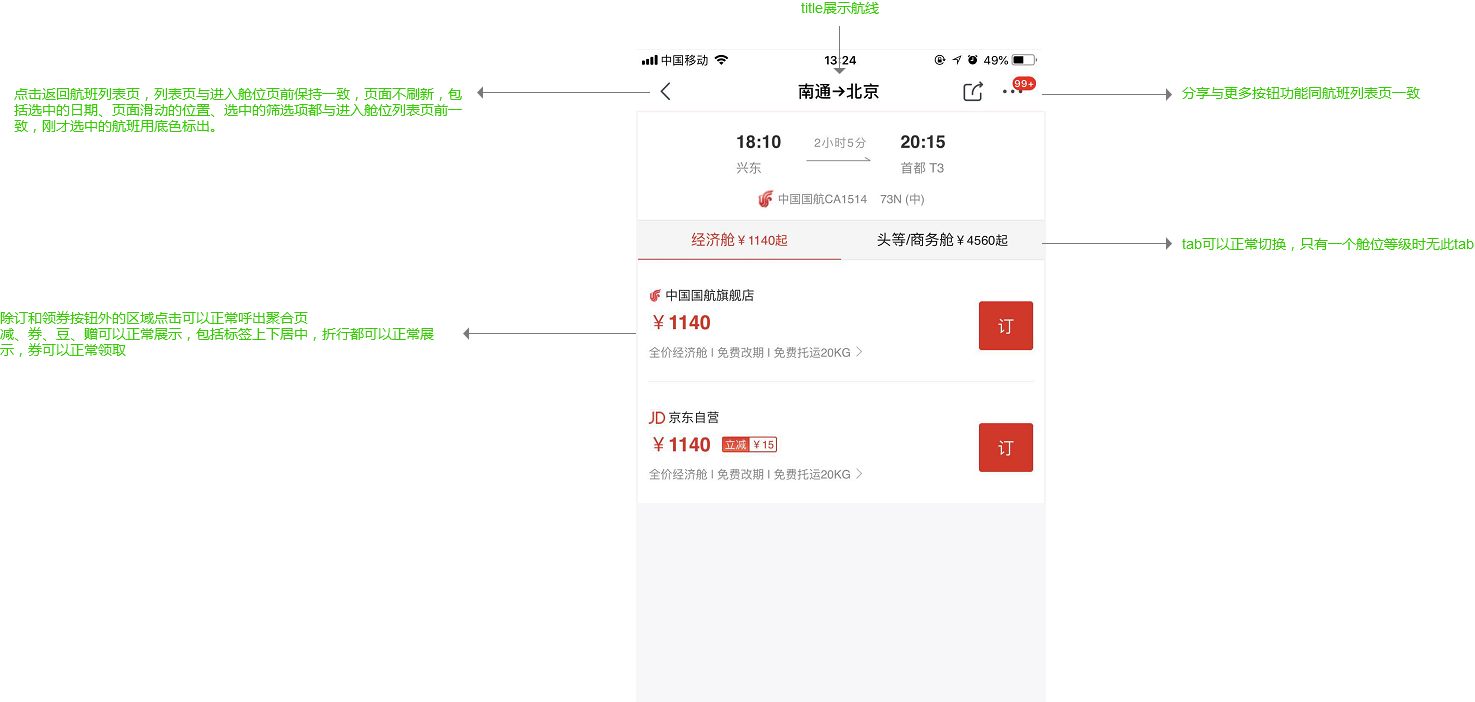 title展示航线
中国移动 13:24 49%
点击返回航班列表页，列表页与进入舱位页前保持一致，页面不刷新，包
括选中的日期、页面滑动的位置、选中的筛选项都与进入舱位列表页前一
致，刚才选中的航班用底色标出。
南通→北京
99+
分享与更多按钮功能同航班列表页一致
18:10 2小时5分 20:15
兴东 首都 T3
中国国航CA1514 73N (中)
经济舱￥1140起 头等/商务舱￥4560起
tab可以正常切换，只有一个舱位等级时无此tab
中国国航旗舰店
￥1140
订
全价经济舱 | 免费改期 | 免费托运20KG
除订和领券按钮外的区域点击可以正常呼出聚合页
减、券、豆、赠可以正常展示，包括标签上下居中，折行都可以正常展
示，券可以正常领取
JD 京东自营
￥1140 立减 ￥15
订
全价经济舱 | 免费改期 | 免费托运20KG